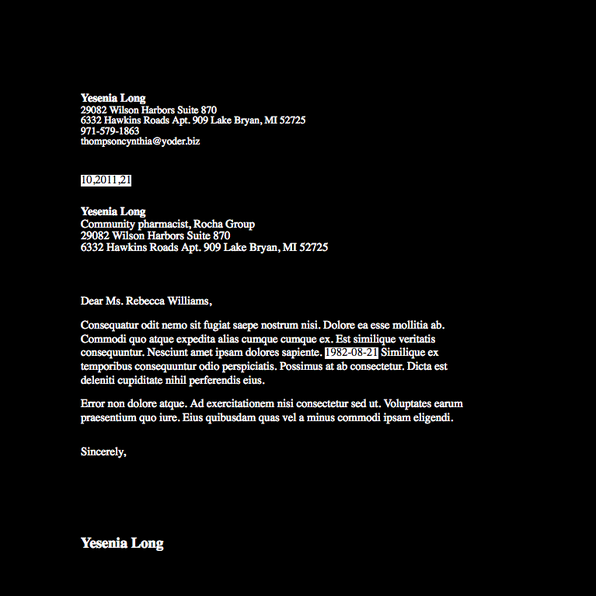 Yesenia Long
29082 Wilson Harbors Suite 870
6332 Hawkins Roads Apt. 909 Lake Bryan, MI 52725
971-579-1863
thompsoncynthia@yoder.biz
10,2011,21
Yesenia Long
Community pharmacist, Rocha Group
29082 Wilson Harbors Suite 870
6332 Hawkins Roads Apt. 909 Lake Bryan, MI 52725
Dear Ms. Rebecca Williams,
Consequatur odit nemo sit fugiat saepe nostrum nisi. Dolore ea esse mollitia ab.
Commodi quo atque expedita alias cumque cumque ex. Est similique veritatis
consequuntur. Nesciunt amet ipsam dolores sapiente. 1982-08-21 Similique ex
temporibus consequuntur odio perspiciatis. Possimus at ab consectetur. Dicta est
deleniti cupiditate nihil perferendis eius.
Error non dolore atque. Ad exercitationem nisi consectetur sed ut. Voluptates earum
praesentium quo iure. Eius quibusdam quas vel a minus commodi ipsam eligendi.
Sincerely,
Yesenia Long